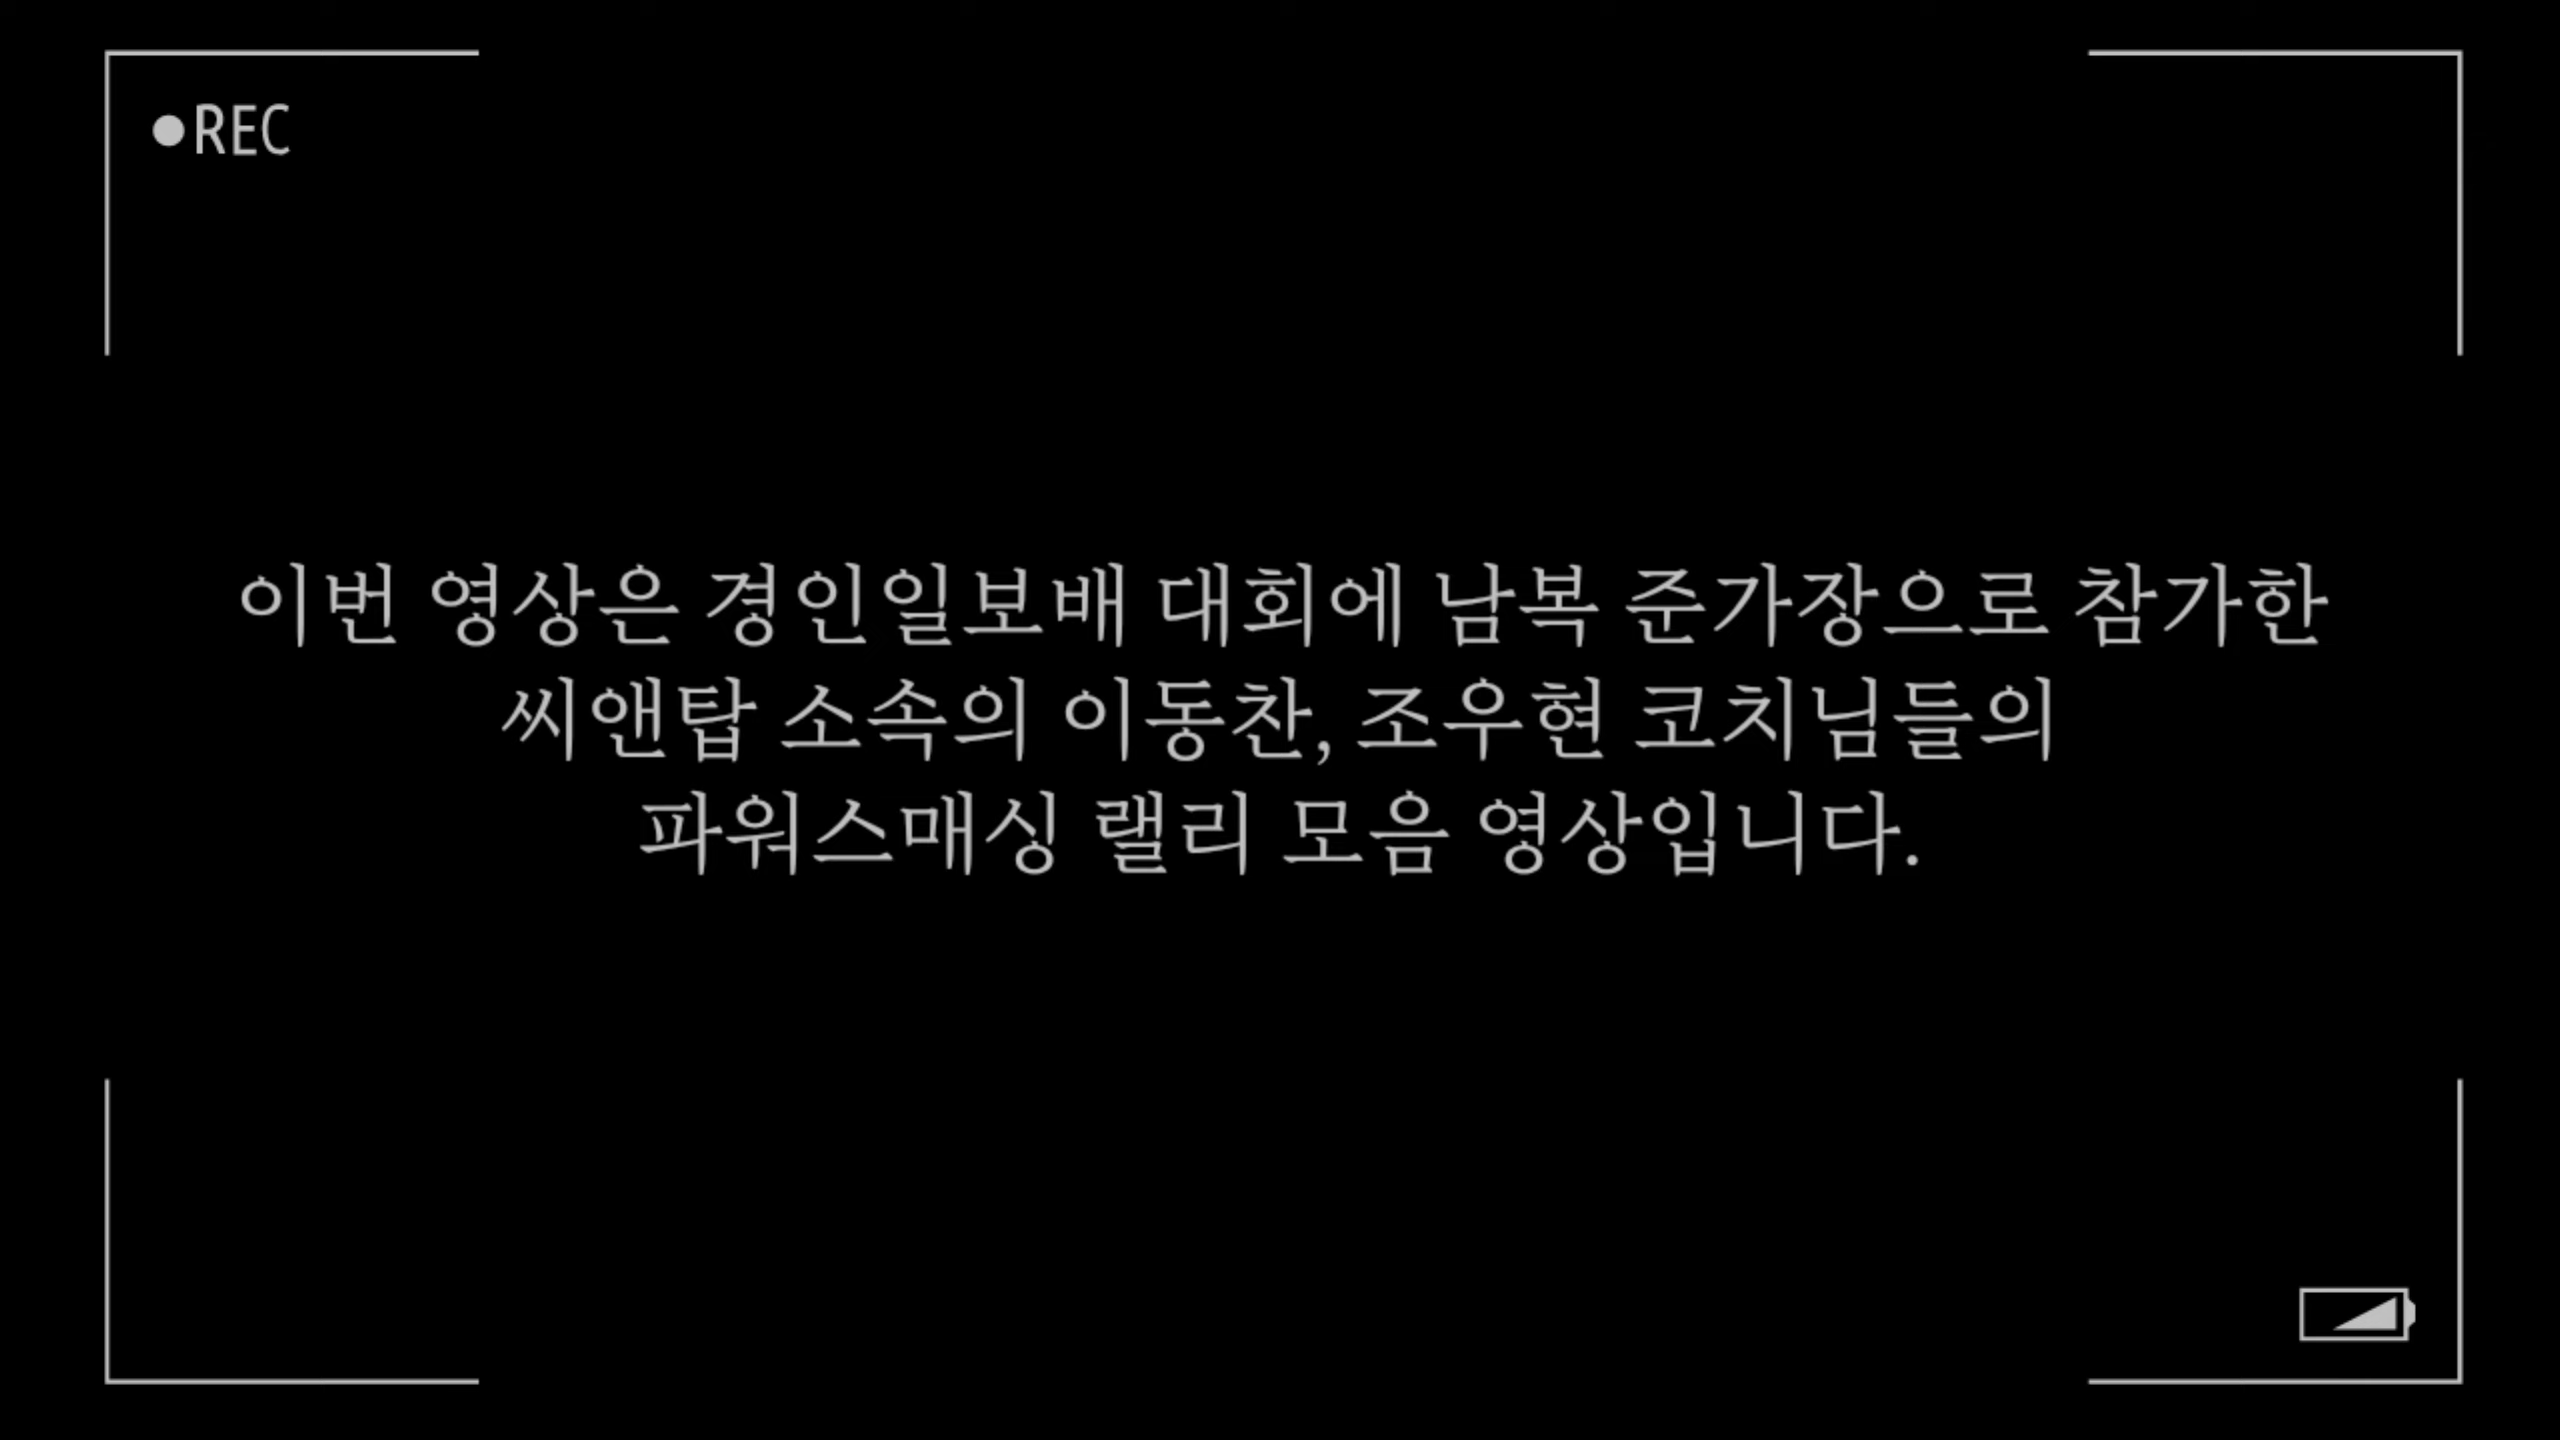 ●REC
이번 영상은 경인일보배 대회에 남복 준가장으로 참가한
씨앤탑 소속의 이동찬, 조우현 코치님들의
파워스매싱 랠리 모음 영상입니다.